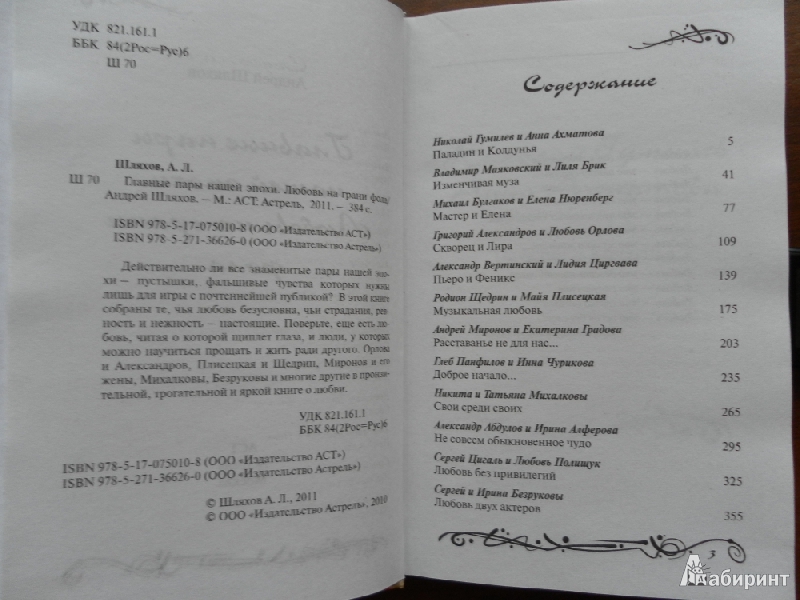 УДК 821.161.1
ББК 84(2Рос=Рус)6
Ш 70
Шляхов, А. Л.
Ш 70 Главные пары нашей эпохи. Любовь на грани фола/
Андрей Шляхов. – М.: АСТ: Астрель, 2011. – 384 с.
ISBN 978-5-17-075010-8 (ООО «Издательство АСТ»)
ISBN 978-5-271-36626-0 (ООО «Издательство Астрель»)
Действительно ли все знаменитые пары нашей эпо-
хи — пустышки, фальшивые чувства которых нужны
лишь для игры с почтеннейшей публикой? В этой книге
собраны те, чья любовь безусловна, чьи страдания, рев-
ность и нежность — настоящие. Поверьте, еще есть лю-
бовь, читая о которой щиплет глаза, и люди, у которых
можно научиться прощать и жить ради другого. Орлова
и Александров, Плисецкая и Щедрин, Миронов и его
жены, Михалковы, Безруковы и многие другие в пронзи-
тельной, трогательной и яркой книге о любви.
УДК 821.161.1
ББК 84(2Рос=Рус)6
ISBN 978-5-17-075010-8 (ООО «Издательство АСТ»)
ISBN 978-5-271-36626-0 (ООО «Издательство Астрель»)
© Шляхов А. Л., 2011
© ООО «Издательство Астрель», 2010
Содержание
Николай Гумилев и Анна Ахматова
Паладин и Колдунья 5
Владимир Маяковский и Лиля Брик
Изменчивая муза 41
Михаил Булгаков и Елена Нюренберг
Мастер и Елена 77
Григорий Александров и Любовь Орлова
Скворец и Лира 109
Александр Вертинский и Лидия Циргвава
Пьеро и Феникс 139
Родион Щедрин и Майя Плисецкая
Музыкальная любовь 175
Андрей Миронов и Екатерина Градова
Расставанье не для нас... 203
Глеб Панфилов и Инна Чурикова
Доброе начало... 235
Никита и Татьяна Михалковы
Свои среди своих 265
Александр Абдулов и Ирина Алферова
Не совсем обыкновенное чудо 295
Сергей Цигаль и Любовь Полищук
Любовь без привилегий 325
Сергей и Ирина Безруковы
Любовь двух актеров 355
3
Лабиринт